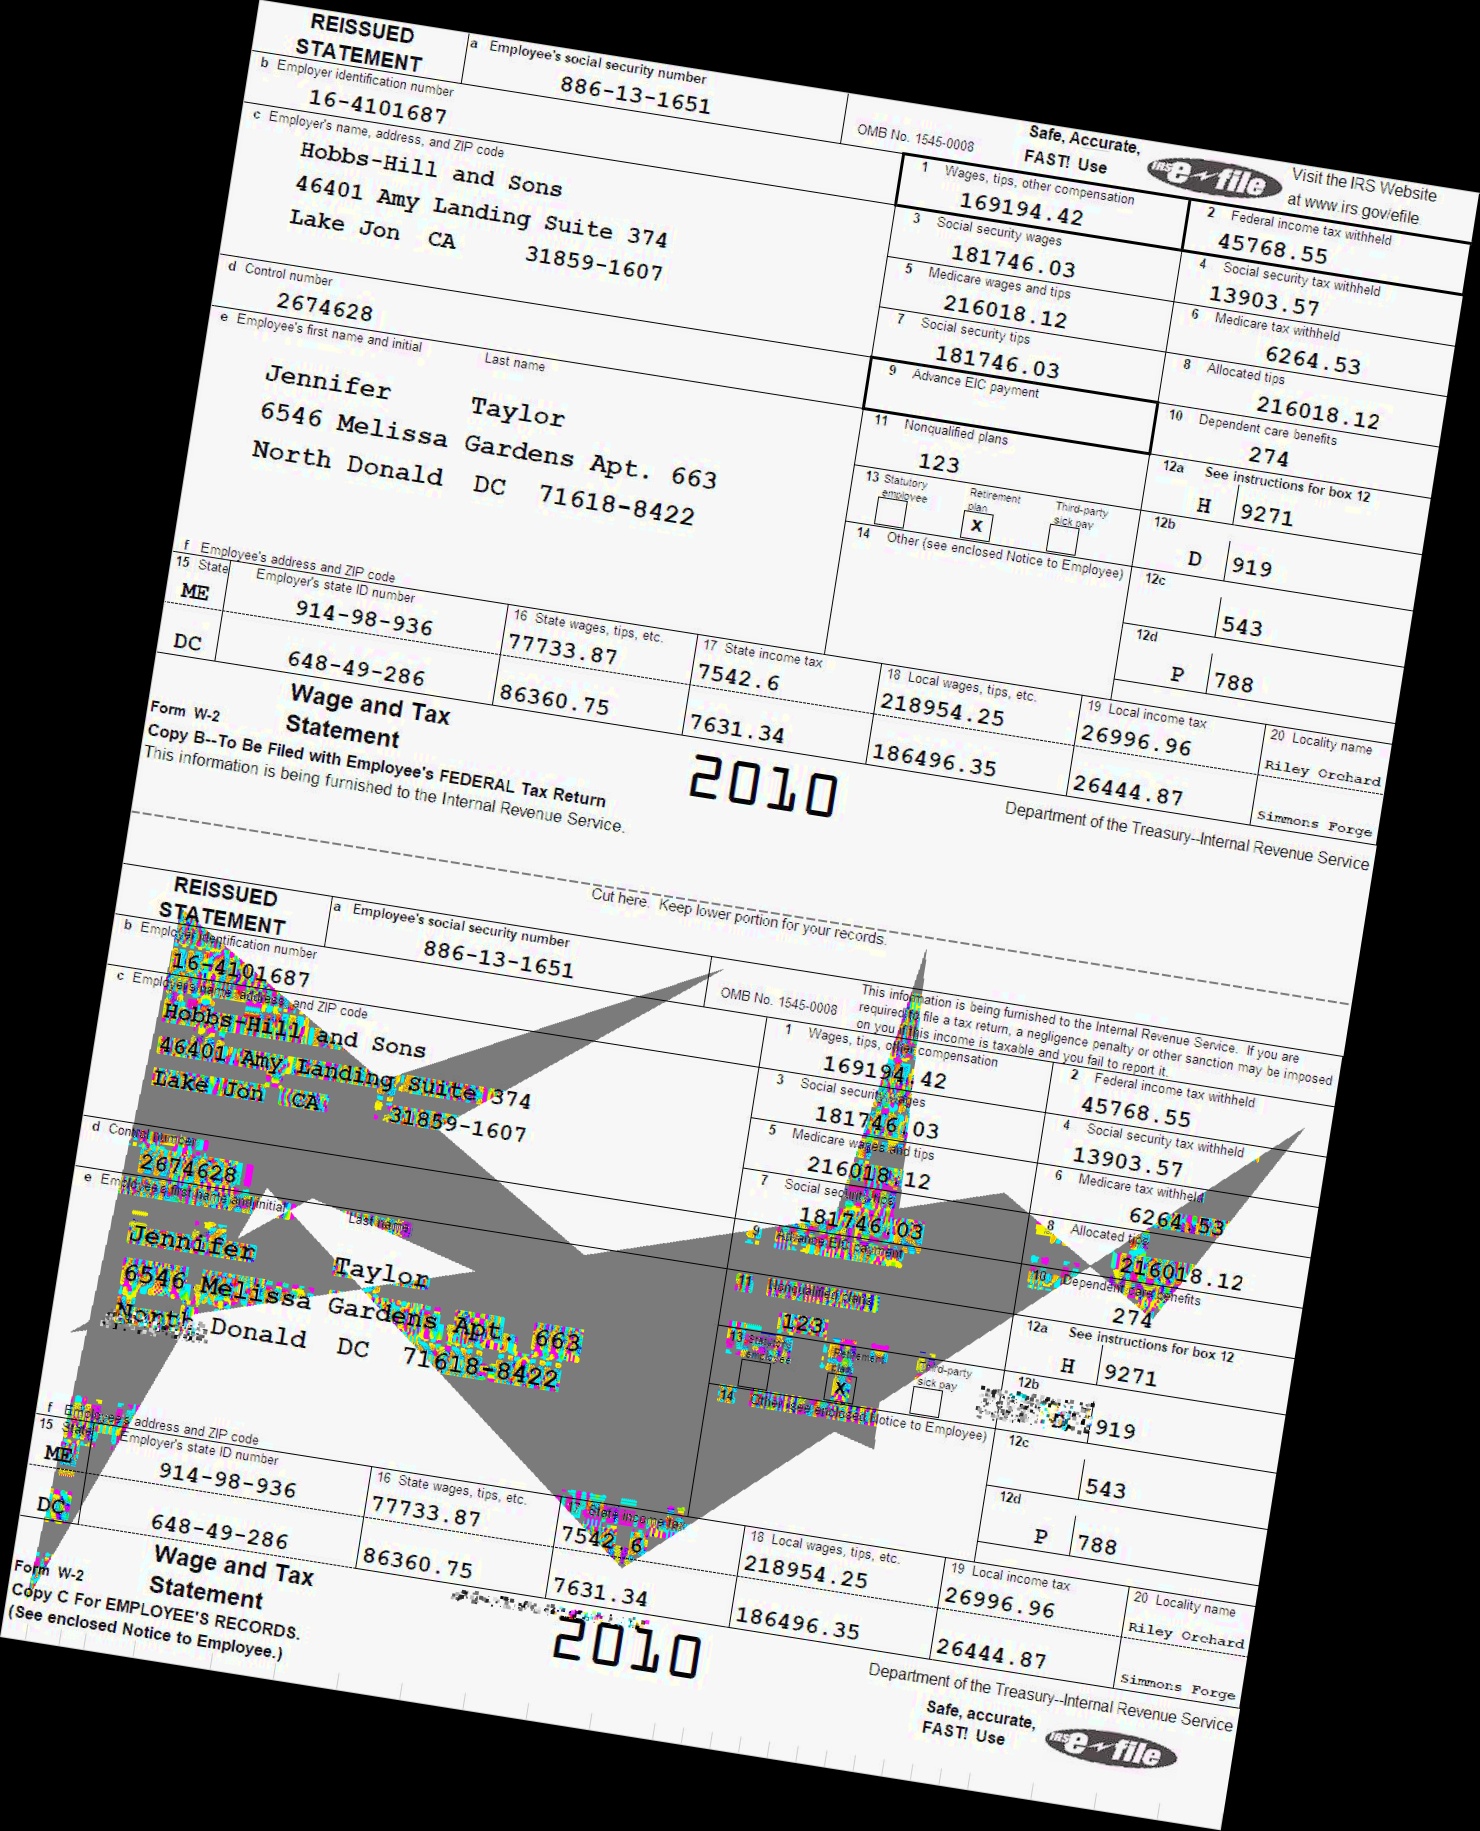 REISSUED
STATEMENT
a Employee's social security number
886-13-1651
OMB No. 1545-0008
Safe, Accurate,
FAST! Use
IRS e-file
Visit the IRS Website
at www.irs gov/efile.
b Employer identification number
16-4101687
c Employer's name, address, and ZIP code
Hobbs-Hill and Sons
46401 Amy Landing Suite 374
Lake Jon CA 31859-1607
1 Wages, tips, other compensation
169194.42
2 Federal income tax withheld
45768.55
3 Social security wages
181746.03
4 Social security tax withheld
13903.57
5 Medicare wages and tips
216018.12
6 Medicare tax withheld
6264.53
d Control number
2674628
7 Social security tips
181746.03
8 Allocated tips
216018.12
e Employee's first name and initial Last name
Jennifer Taylor
6546 Melissa Gardens Apt. 663
North Donald DC 71618-8422
9 Advance EIC payment
10 Dependent care benefits
274
11 Nonqualified plans
123
12a See instructions for box 12
H 9271
13 Statutory employee Retirement plan Third-party sick pay
X
12b
D 919
14 Other (see enclosed Notice to Employee)
12c
543
12d
P 788
f Employee's address and ZIP code
15 State Employer's state ID number
ME 914-98-936
DC 648-49-286
16 State wages, tips, etc.
77733.87
86360.75
17 State income tax
7542.6
7631.34
18 Local wages, tips, etc.
218954.25
186496.35
19 Local income tax
26996.96
26444.87
20 Locality name
Riley Orchard
Simmons Forge
Form W-2
Wage and Tax
Statement
2010
Copy B--To Be Filed with Employee's FEDERAL Tax Return
This information is being furnished to the Internal Revenue Service.
Department of the Treasury--Internal Revenue Service
Cut here. Keep lower portion for your records.
REISSUED
STATEMENT
a Employee's social security number
886-13-1651
OMB No. 1545-0008
This information is being furnished to the Internal Revenue Service. If you are
required to file a tax return, a negligence penalty or other sanction may be imposed
on you if this income is taxable and you fail to report it.
b Employer identification number
16-4101687
c Employer's name, address, and ZIP code
Hobbs-Hill and Sons
46401 Amy Landing Suite 374
Lake Jon CA 31859-1607
1 Wages, tips, other compensation
169194.42
2 Federal income tax withheld
45768.55
3 Social security wages
181746.03
4 Social security tax withheld
13903.57
5 Medicare wages and tips
216018.12
6 Medicare tax withheld
6264.53
d Control number
2674628
7 Social security tips
181746.03
8 Allocated tips
216018.12
e Employee's first name and initial Last name
Jennifer Taylor
6546 Melissa Gardens Apt. 663
North Donald DC 71618-8422
9 Advance EIC payment
10 Dependent care benefits
274
11 Nonqualified plans
123
12a See instructions for box 12
H 9271
13 Statutory employee Retirement plan Third-party sick pay
X
12b
D 919
14 Other (see enclosed Notice to Employee)
12c
543
12d
P 788
f Employee's address and ZIP code
15 State Employer's state ID number
ME 914-98-936
DC 648-49-286
16 State wages, tips, etc.
77733.87
86360.75
17 State income tax
7542.6
7631.34
18 Local wages, tips, etc.
218954.25
186496.35
19 Local income tax
26996.96
26444.87
20 Locality name
Riley Orchard
Simmons Forge
Form W-2
Wage and Tax
Statement
2010
Copy C For EMPLOYEE'S RECORDS.
(See enclosed Notice to Employee.)
Department of the Treasury--Internal Revenue Service
Safe, accurate,
FAST! Use
IRS e-file